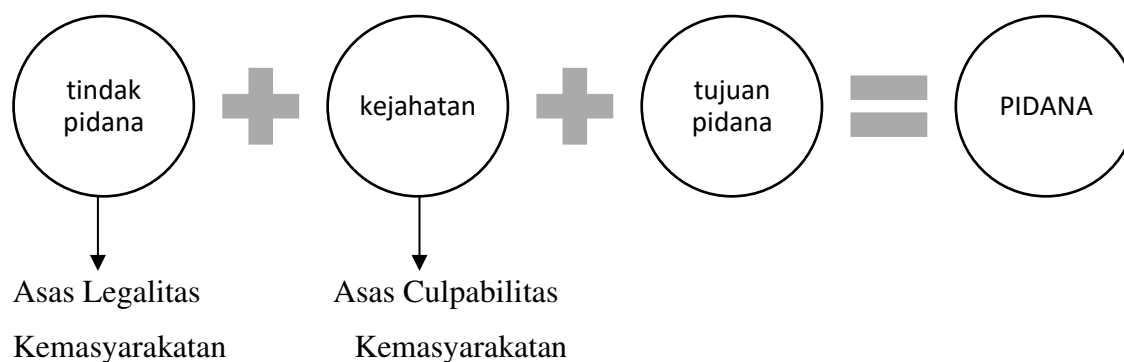 tindak
pidana
kejahatan
tujuan
pidana
PIDANA
Asas Legalitas
Asas Culpabilitas
Kemasyarakatan
Kemasyarakatan